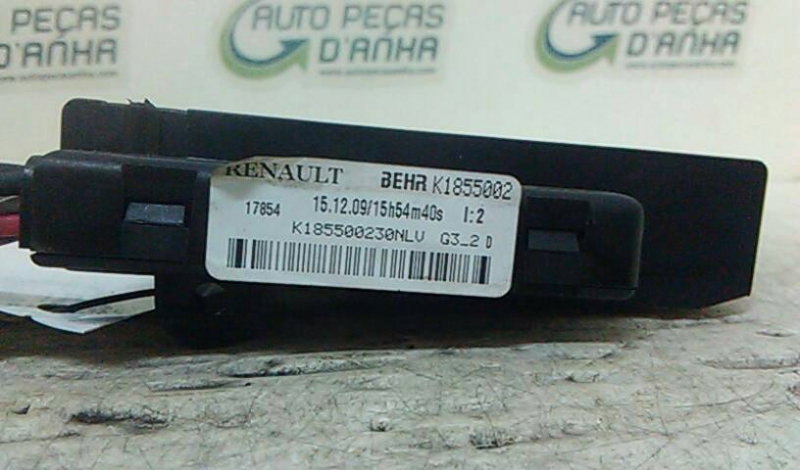 AUTO PEÇAS
D'ANHA
AUTO PEÇAS
D'ANHA
RENAULT BEHR K1855002
17854 15.12.09/15h54m40s I:2
K185500230NLV G3_2 D